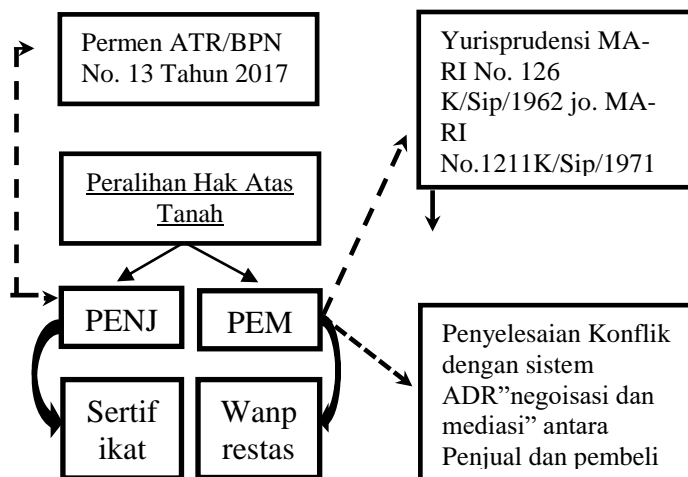 Permen ATR/BPN
No. 13 Tahun 2017
Yurisprudensi MA-
RI No. 126
K/Sip/1962 jo. MA-
RI
No.1211K/Sip/1971
Peralihan Hak Atas
Tanah
PENJ
PEM
Sertif
ikat
Wanp
restas
Penyelesaian Konflik
dengan sistem
ADR”negoisasi dan
mediasi” antara
Penjual dan pembeli